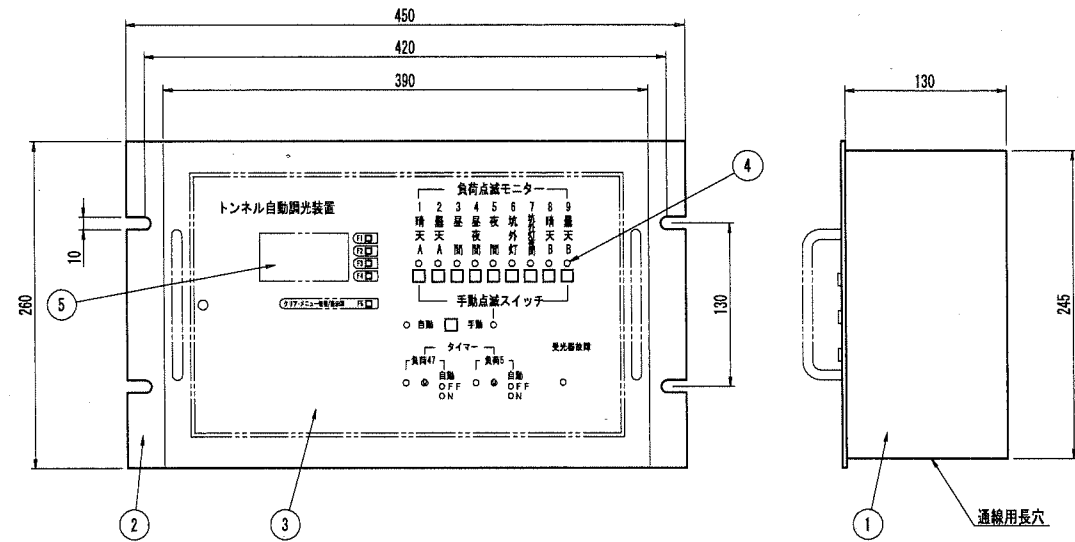 450
420
390
130
260
10
130
245
トンネル自動調光装置
F1
F2
F3
F4
F5
負荷点滅モニター
1 晴天A
2 曇天A
3 昼間
4 昼夜間
5 夜間
6 坑外灯
8 晴天B
9 曇天B
手動点滅スイッチ
自動 手動
タイマー
受光器故障
負荷47 負荷5
自動 自動
OFF OFF
ON ON
通線用長穴
1
2
3
4
5